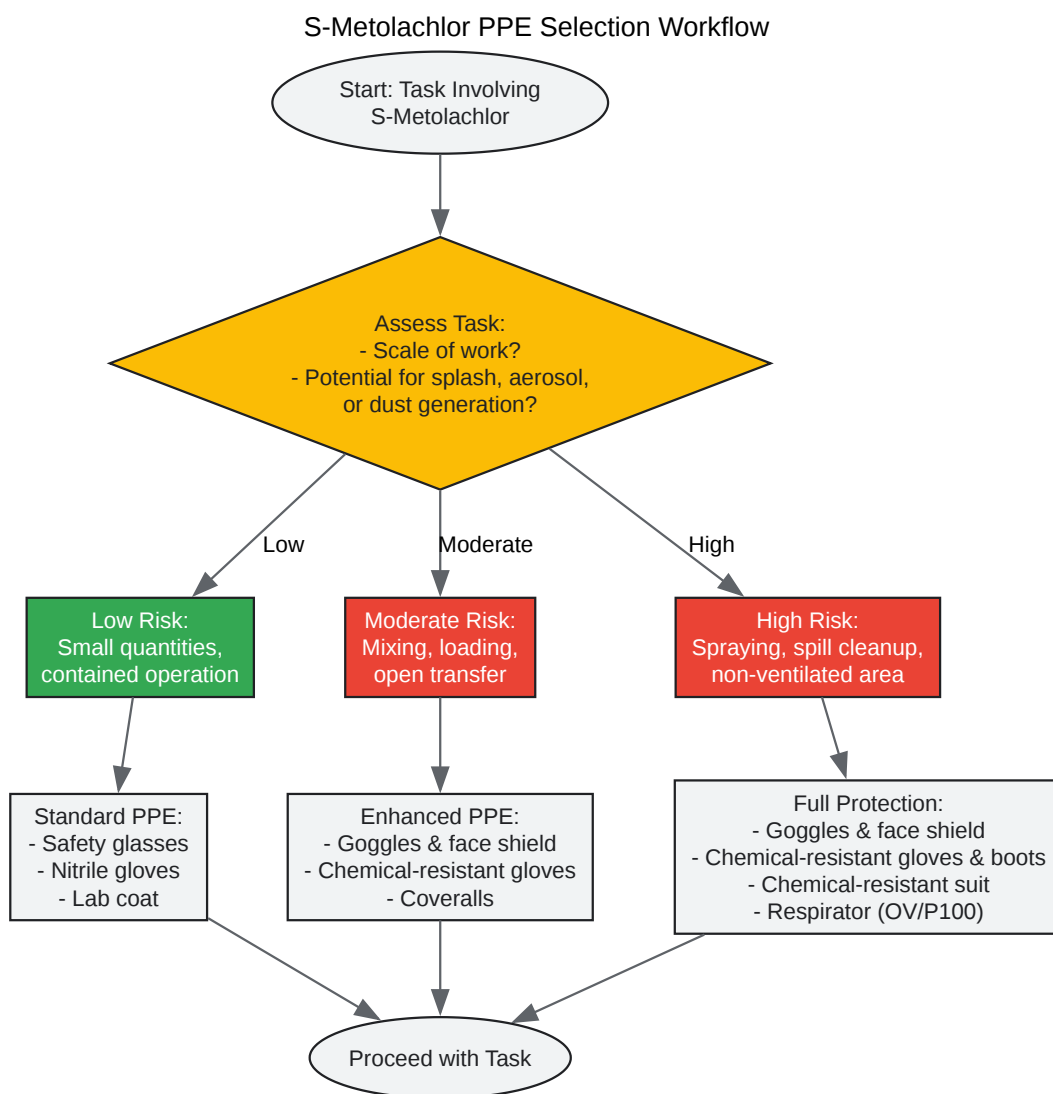 S-Metolachlor PPE Selection Workflow
Start: Task Involving
S-Metolachlor
Assess Task:
- Scale of work?
- Potential for splash, aerosol,
or dust generation?
Low
Moderate
High
Low Risk:
Small quantities,
contained operation
Moderate Risk:
Mixing, loading,
open transfer
High Risk:
Spraying, spill cleanup,
non-ventilated area
Standard PPE:
- Safety glasses
- Nitrile gloves
- Lab coat
Enhanced PPE:
- Goggles & face shield
- Chemical-resistant gloves
- Coveralls
Full Protection:
- Goggles & face shield
- Chemical-resistant gloves & boots
- Chemical-resistant suit
- Respirator (OV/P100)
Proceed with Task